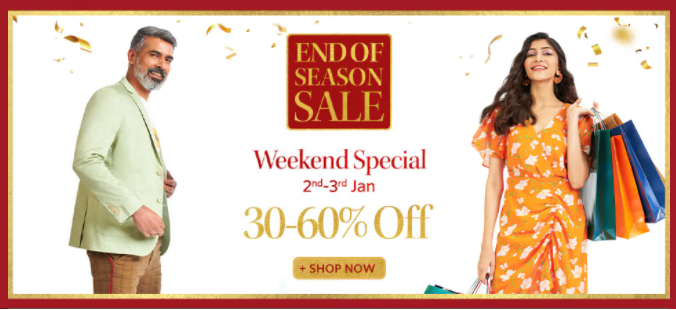 END OF
SEASON
SALE
Weekend Special
2nd-3rd Jan
30-60% Off
+ SHOP NOW